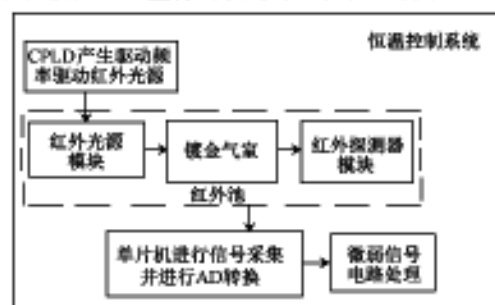 恒温控制系统
CPLD产生驱动频
率驱动红外光源
红外光源
模块
镀金气室
红外探测器
模块
红外池
单片机进行信号采集
并进行AD转换
微弱信号
电路处理